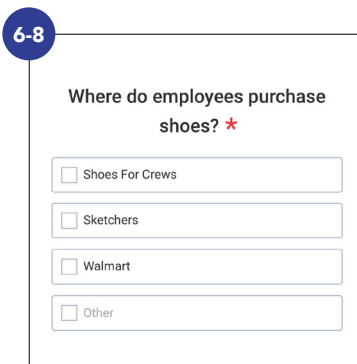 6-8
Where do employees purchase
shoes? *
Shoes For Crews
Sketchers
Walmart
Other